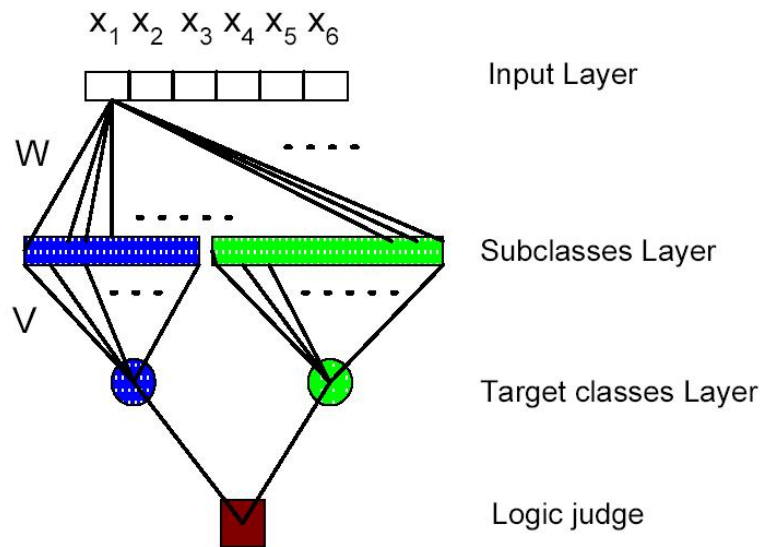 x1 x2 x3 x4 x5 x6
Input Layer
W
Subclasses Layer
V
Target classes Layer
Logic judge